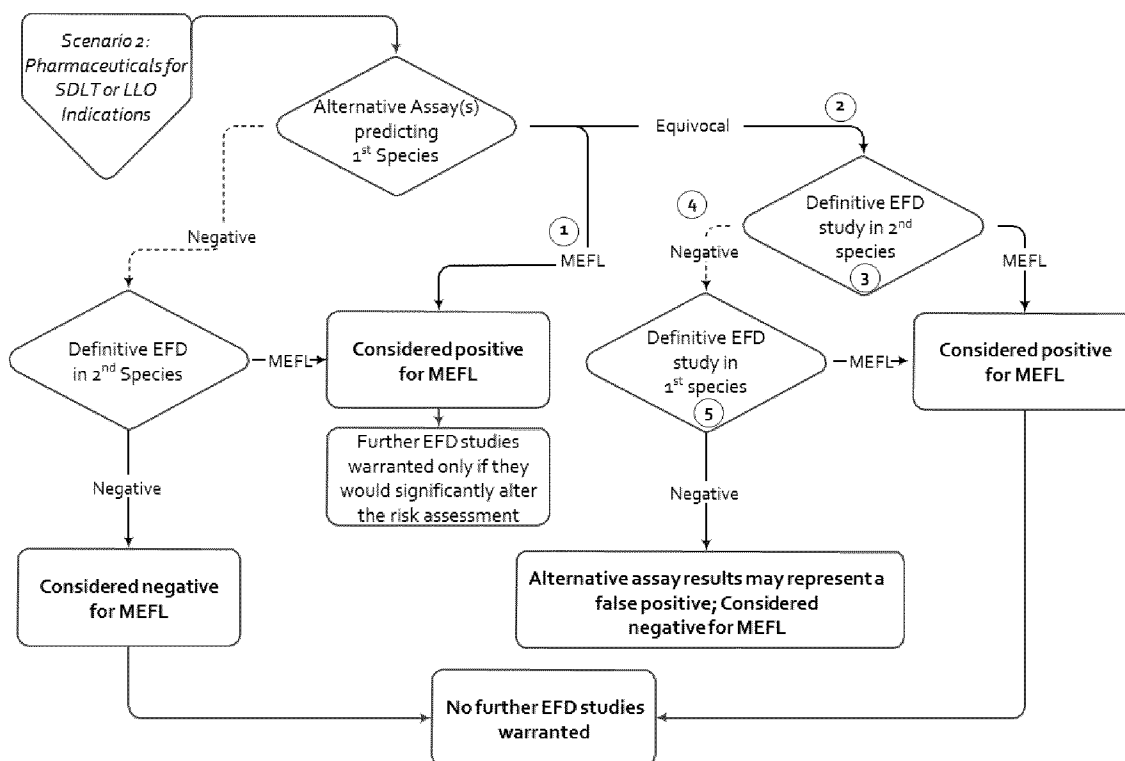 Scenario 2:
Pharmaceuticals for
SDLT or LLO
Indications
Alternative Assay(s)
predicting
1st Species
Equivocal
2
Negative
1
MEFL
4
Negative
Definitive EFD
study in 2nd
species
3
MEFL
Definitive EFD
in 2nd Species
MEFL
Considered positive
for MEFL
Definitive EFD
study in
1st species
5
MEFL
Considered positive
for MEFL
Further EFD studies
warranted only if they
would significantly alter
the risk assessment
Negative
Negative
Considered negative
for MEFL
Alternative assay results may represent a
false positive; Considered
negative for MEFL
No further EFD studies
warranted